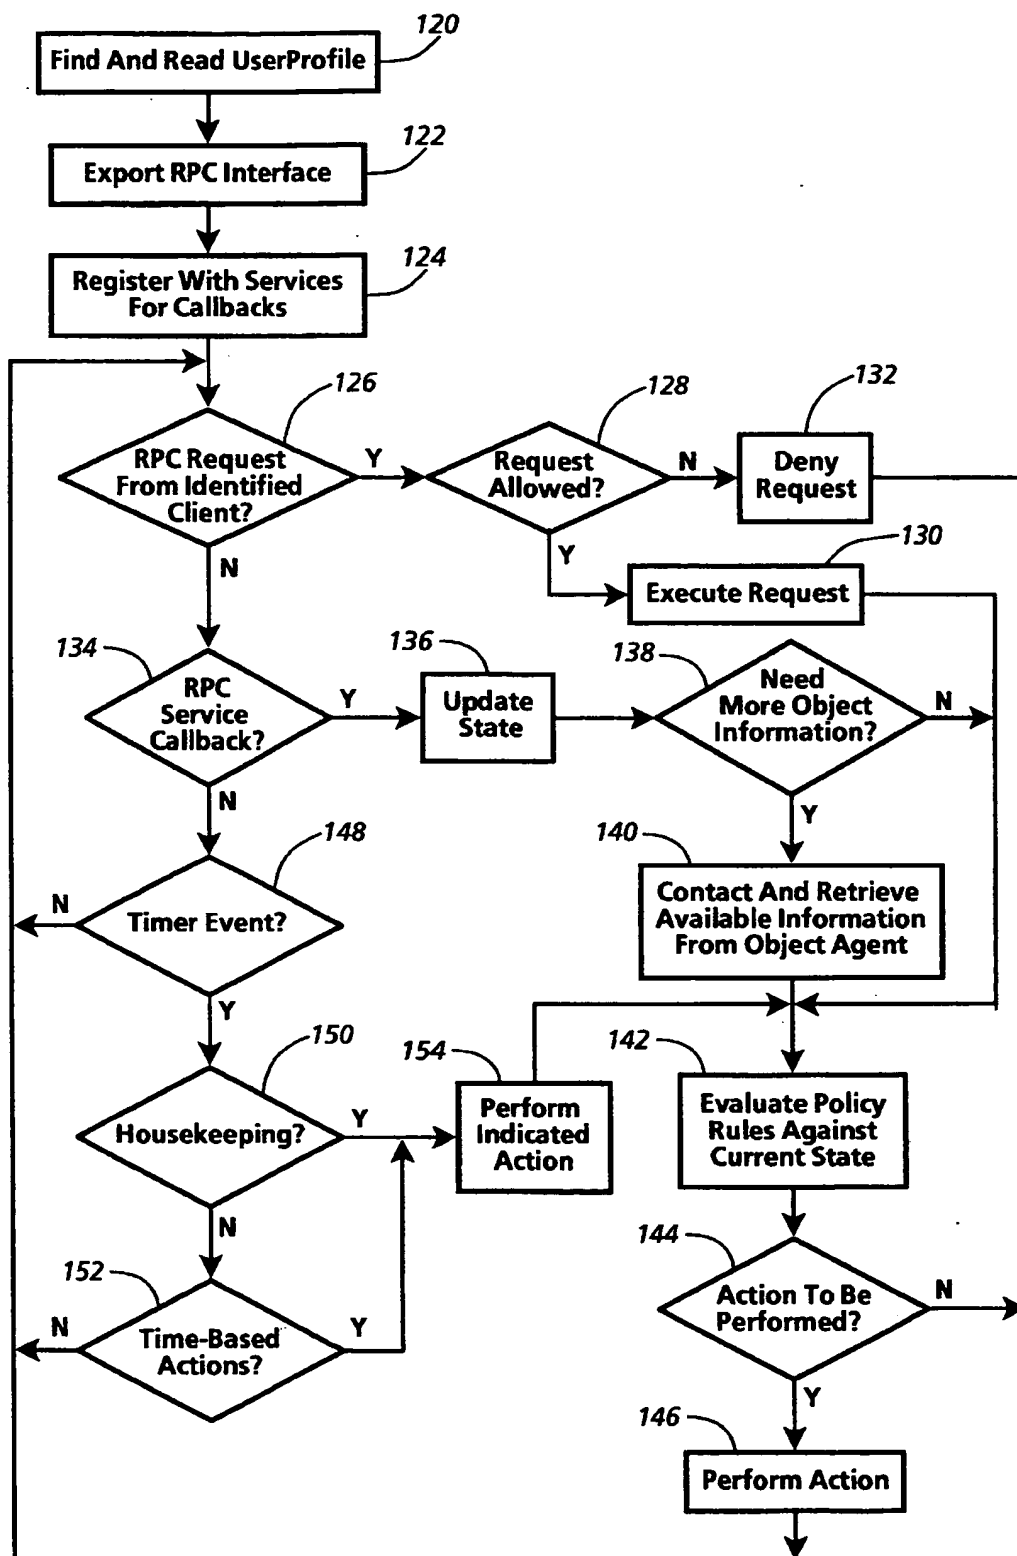 120
Find And Read UserProfile
122
Export RPC Interface
124
Register With Services
For Callbacks
126
RPC Request
From Identified
Client?
Y
N
128
Request
Allowed?
N
Y
132
Deny
Request
130
Execute Request
134
RPC
Service
Callback?
Y
N
136
Update
State
138
Need
More Object
Information?
N
Y
140
Contact And Retrieve
Available Information
From Object Agent
148
Timer Event?
N
Y
150
Housekeeping?
Y
N
154
Perform
Indicated
Action
142
Evaluate Policy
Rules Against
Current State
152
Time-Based
Actions?
N
Y
144
Action To Be
Performed?
N
Y
146
Perform Action